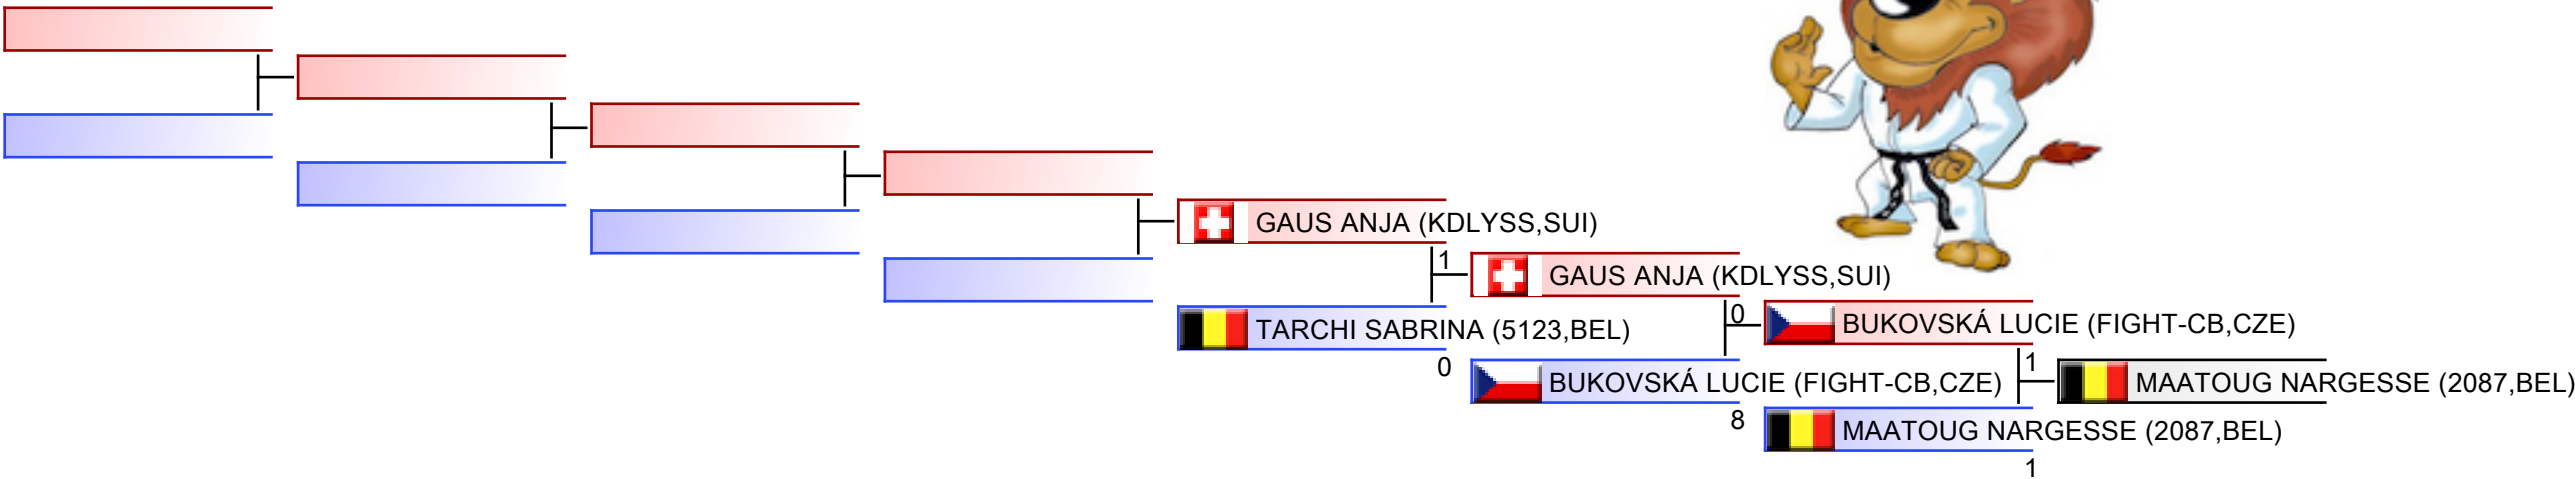 GAUS ANJA (KDLYSS,SUI)
1
GAUS ANJA (KDLYSS,SUI)
0
TARCHI SABRINA (5123,BEL)
BUKOVSKÁ LUCIE (FIGHT-CB,CZE)
0
1
BUKOVSKÁ LUCIE (FIGHT-CB,CZE)
MAATOUG NARGESSE (2087,BEL)
8
MAATOUG NARGESSE (2087,BEL)
1